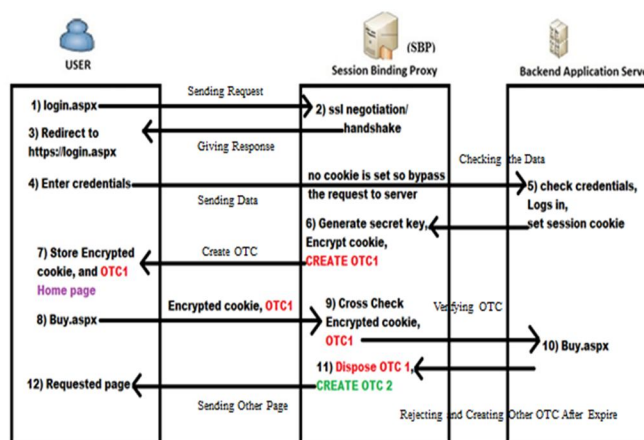 (SBP)
USER
Session Binding Proxy
Backend Application Serve
Sending Request
1) login.aspx
2) ssl negotiation/
handshake
3) Redirect to
https://login.aspx
Giving Response
Checking the Data
4) Enter credentials
no cookie is set so bypass
the request to server
Sending Data
5) check credentials,
Logs in,
set session cookie
6) Generate secret key,
Encrypt cookie,
CREATE OTC1
Create OTC
7) Store Encrypted
cookie, and OTC1
Home page
Encrypted cookie, OTC1
8) Buy.aspx
9) Cross Check
Encrypted cookie,
OTC1
Verifying OTC
10) Buy.aspx
11) Dispose OTC 1,
CREATE OTC 2
12) Requested page
Sending Other Page
Rejecting and Creating Other OTC After Expire